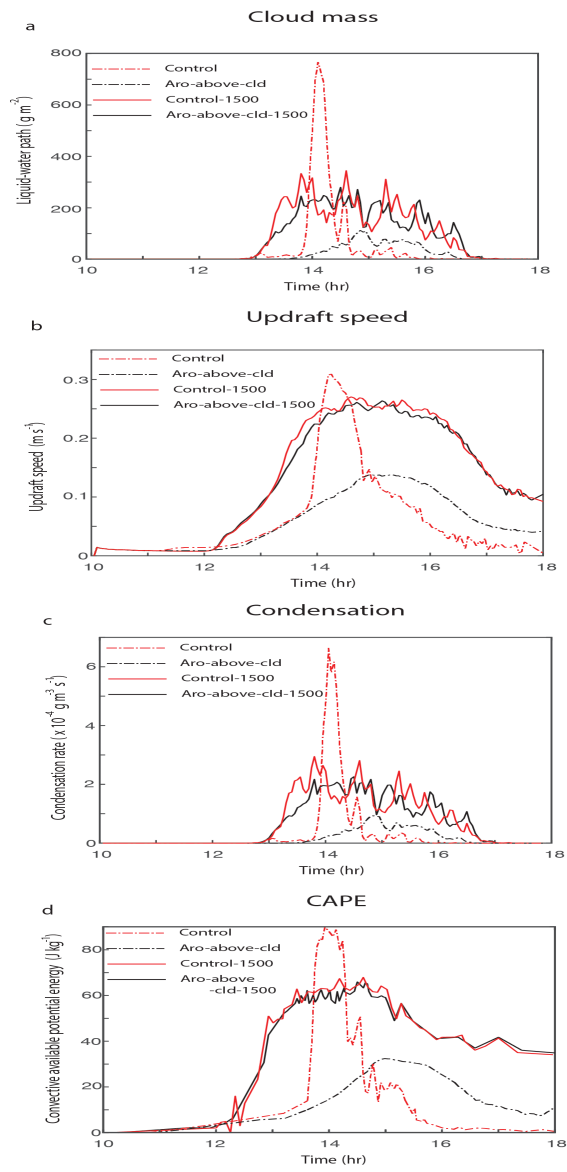 Cloud mass
a
800
600
400
200
0
Liquid-water path ( g m-2)
Control
Aro-above-cld
Control-1500
Aro-above-cld-1500
10 12 14 16 18
Time (hr)
Updraft speed
b
0.3
0.2
0.1
0
Updraft speed (m s-1)
Control
Aro-above-cld
Control-1500
Aro-above-cld-1500
10 12 14 16 18
Time (hr)
Condensation
c
6
4
2
0
Condensation rate ( x 10-4 g m-3 s-1)
Control
Aro-above-cld
Control-1500
Aro-above-cld-1500
10 12 14 16 18
Time (hr)
CAPE
d
80
60
40
20
0
Convective available potential energy (J kg-1)
Control
Aro-above-cld
Control-1500
Aro-above
-cld-1500
10 12 14 16 18
Time (hr)